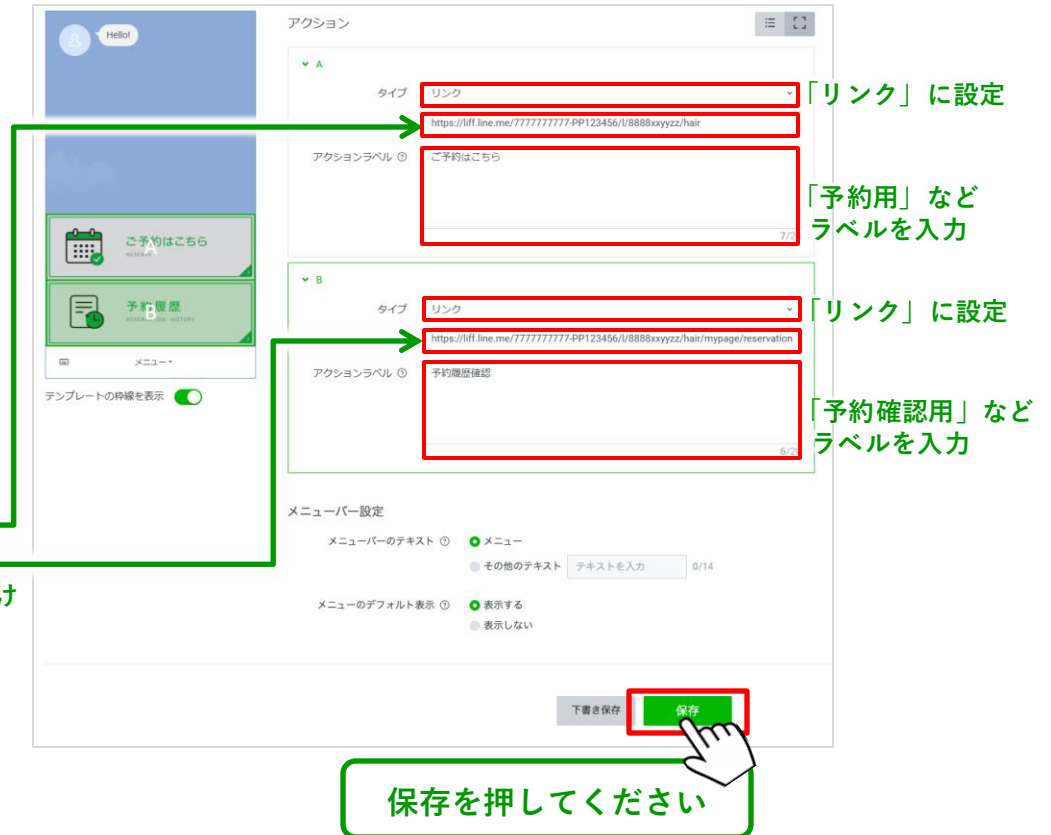 Hello!
アクション
A
タイプ リンク
「リンク」に設定
https://liff.line.me/7777777777-PP123456/l/8888xxyyzz/hair
アクションラベル ご予約はこちら
「予約用」など
ラベルを入力
7/2
ご予約はこちら
A
B
タイプ リンク
「リンク」に設定
予約履歴
B
https://liff.line.me/7777777777-PP123456/l/8888xxyyzz/hair/mypage/reservation
メニュー
アクションラベル 予約履歴確認
テンプレートの枠線を表示
「予約確認用」など
ラベルを入力
6/2
メニューバー設定
メニューバーのテキスト メニュー
その他のテキスト テキストを入力 0/14
け
メニューのデフォルト表示 表示する
表示しない
下書き保存 保存
保存を押してください